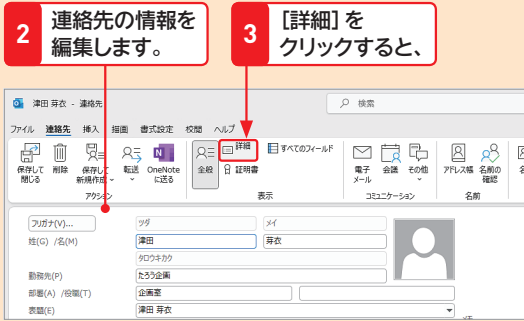 2 連絡先の情報を
編集します。
3 [詳細]を
クリックすると、
津田 芽衣 - 連絡先
検索
ファイル 連絡先 挿入 描画 書式設定 校閲 ヘルプ
保存して
閉じる
削除
保存して
新規作成
転送
OneNote
に送る
全般
詳細
証明書
すべてのフィールド
電子
メール
会議
その他
アドレス帳
名前の
確認
アクション 表示 コミュニケーション 名前
フリガナ(V)... ツダ メイ
姓(G) /名(M) 津田 芽衣
タロウキカク
勤務先(P) たろう企画
部署(A) /役職(T) 企画室
表題(E) 津田 芽衣